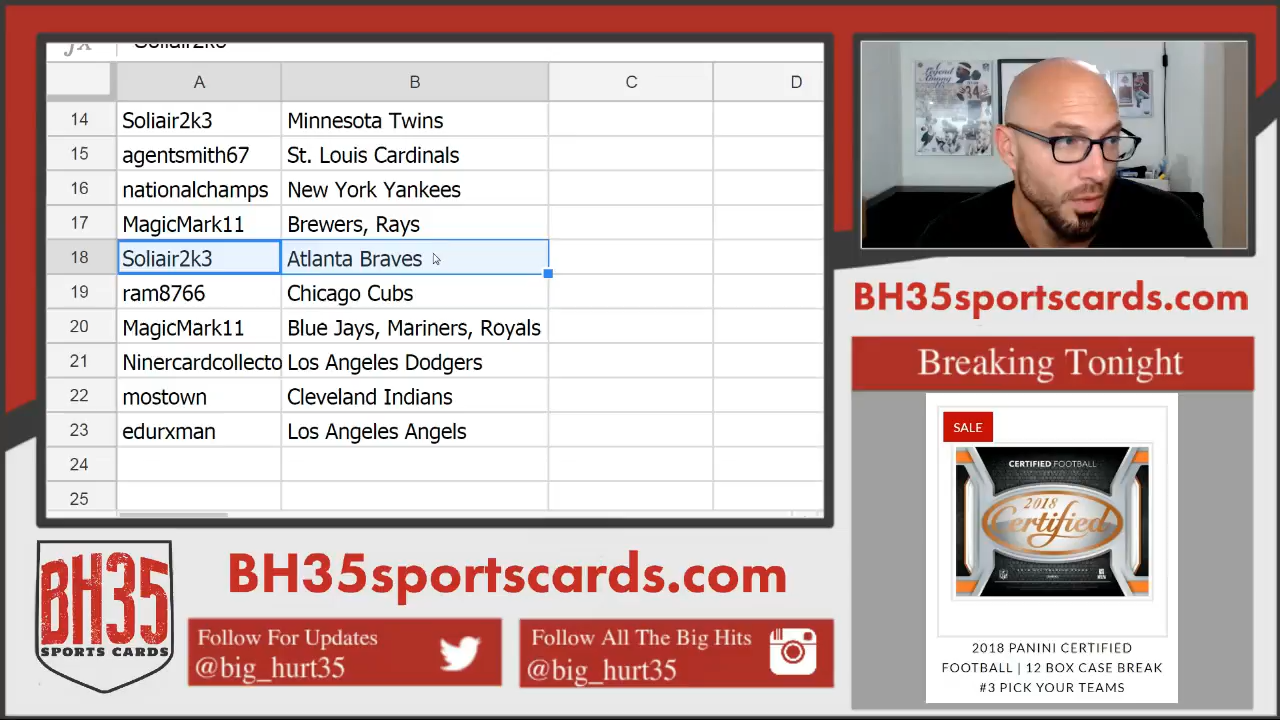 fx Soliair2k3
A B C D
14 Soliair2k3 Minnesota Twins
15 agentsmith67 St. Louis Cardinals
16 nationalchamps New York Yankees
17 MagicMark11 Brewers, Rays
18 Soliair2k3 Atlanta Braves
19 ram8766 Chicago Cubs
20 MagicMark11 Blue Jays, Mariners, Royals
21 Ninercardcollecto Los Angeles Dodgers
22 mostown Cleveland Indians
23 edurxman Los Angeles Angels
24
25
Legend
34
BH35sportscards.com
Breaking Tonight
SALE
CERTIFIED FOOTBALL
2018
Certified
2018 PANINI CERTIFIED
FOOTBALL | 12 BOX CASE BREAK
#3 PICK YOUR TEAMS
BH35
SPORTS CARDS
BH35sportscards.com
Follow For Updates
@big_hurt35
Follow All The Big Hits
@big_hurt35